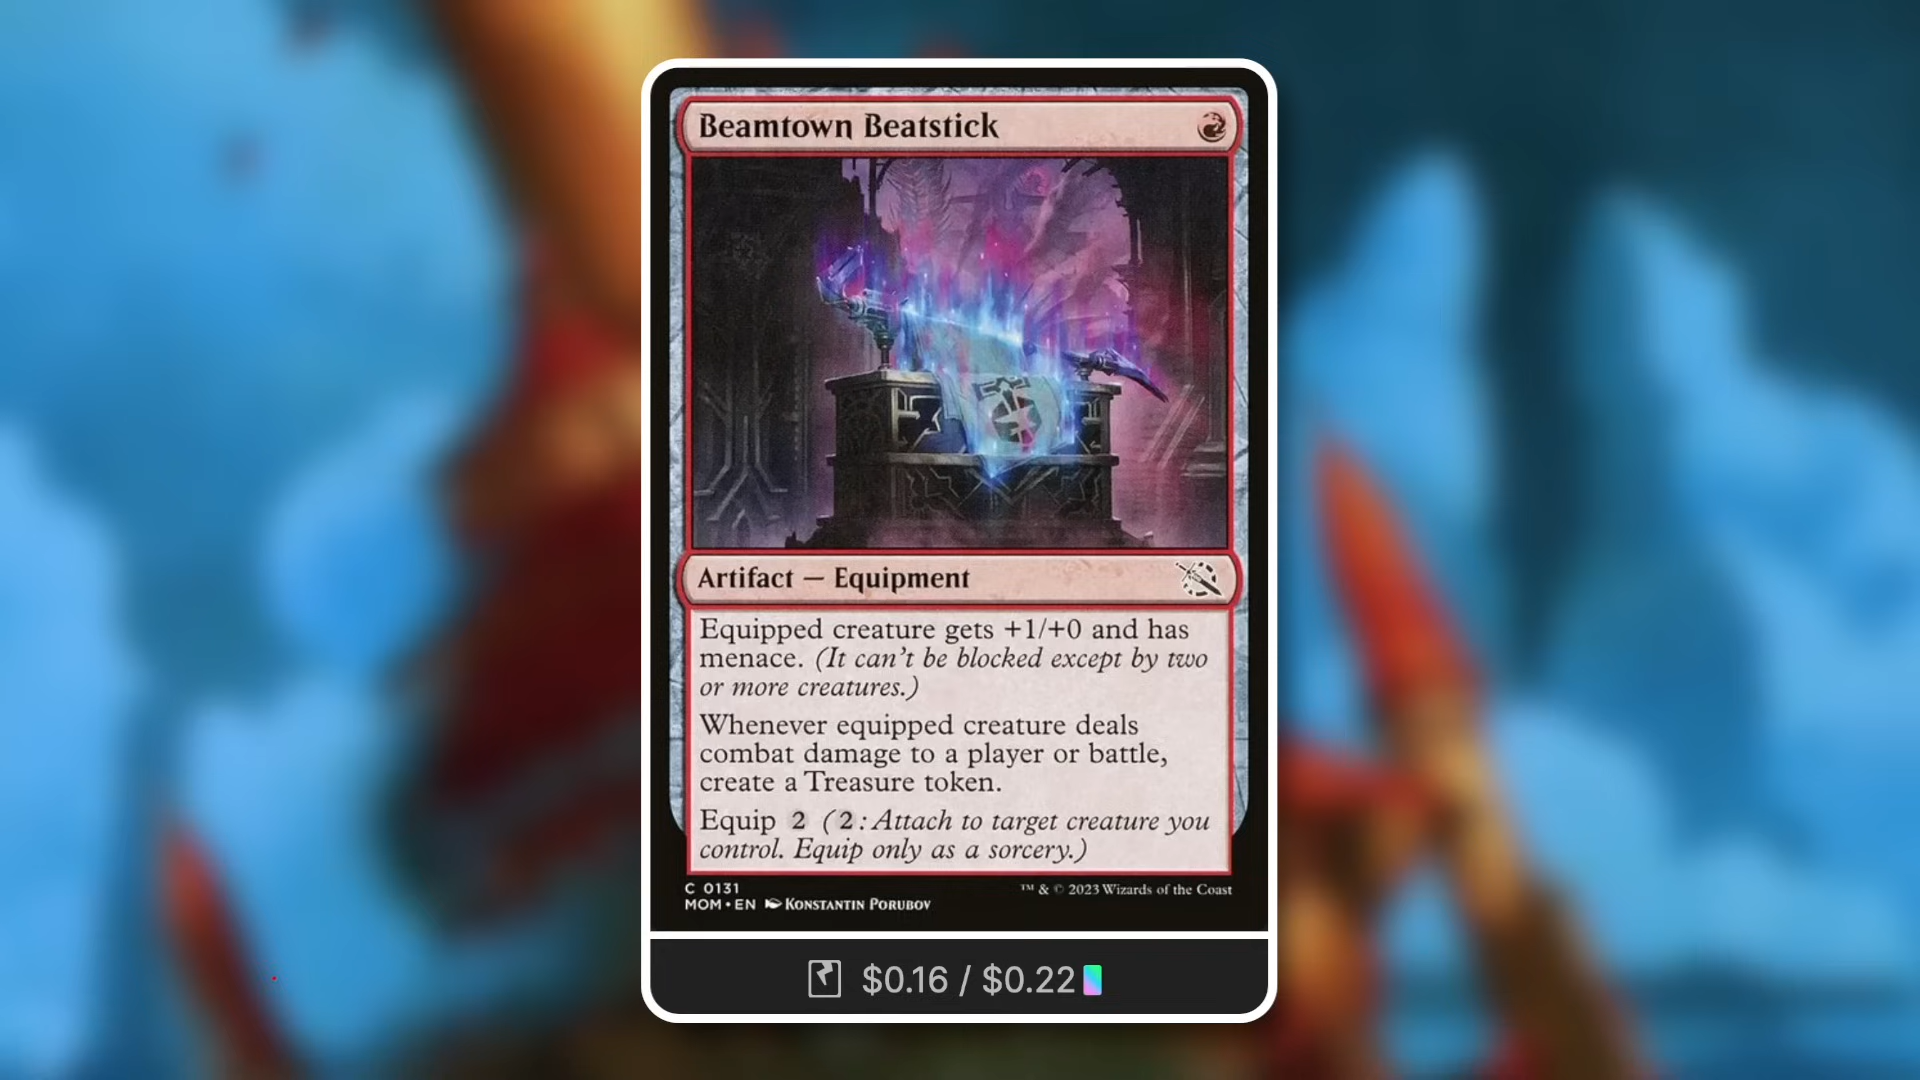 Beamtown Beatstick
Artifact — Equipment
Equipped creature gets +1/+0 and has
menace. (It can't be blocked except by two
or more creatures.)
Whenever equipped creature deals
combat damage to a player or battle,
create a Treasure token.
Equip 2 (2: Attach to target creature you
control. Equip only as a sorcery.)
C 0131
MOM • EN Konstantin Porubov
™ & © 2023 Wizards of the Coast
$0.16 / $0.22